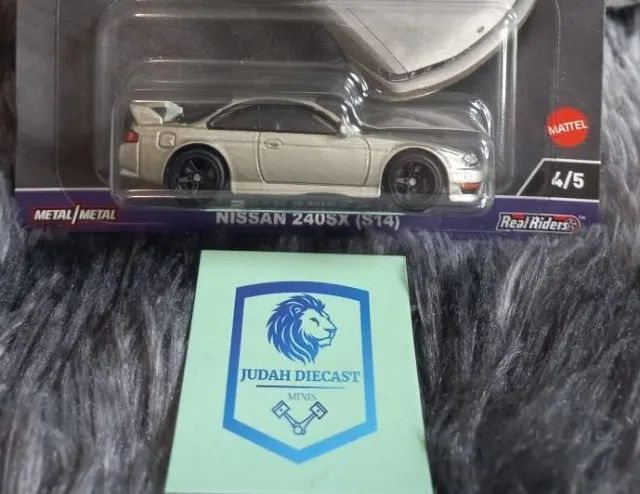 MATTEL
4/5
METAL/METAL
NISSAN 240SX (S14)
Real Riders
JUDAH DIECAST
MINIS